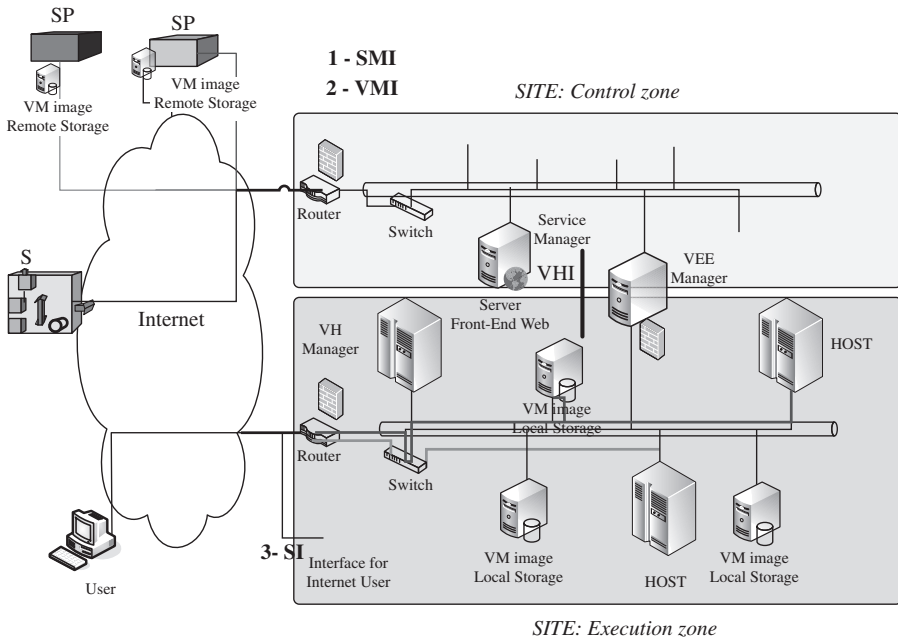 SP
SP
VM image
Remote Storage
VM image
Remote Storage
1 - SMI
2 - VMI
SITE: Control zone
Router
Switch
Service
Manager
VEE
Manager
S
Internet
VHI
Server
Front-End Web
VH
Manager
HOST
VM image
Local Storage
Router
Switch
3- SI
Interface for
Internet User
VM image
Local Storage
HOST
VM image
Local Storage
User
SITE: Execution zone